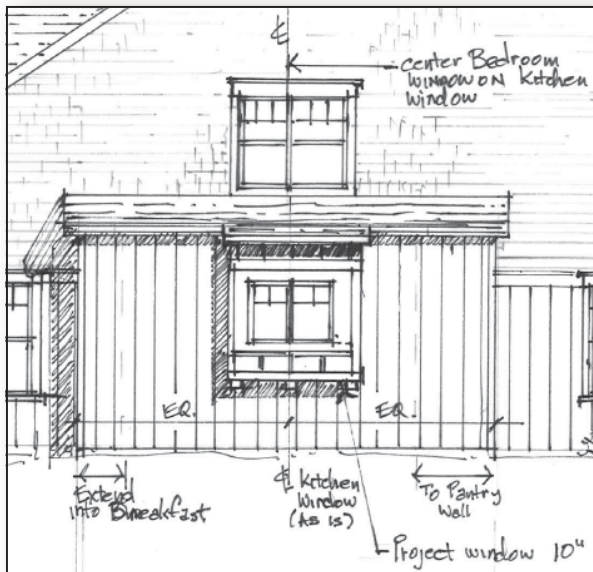 ℄
center Bedroom
WINDOW ON Kitchen
Window
EQ.
EQ.
Extend
into Breakfast
℄ Kitchen
Window
(As is)
To Pantry
Wall
Project window 10"